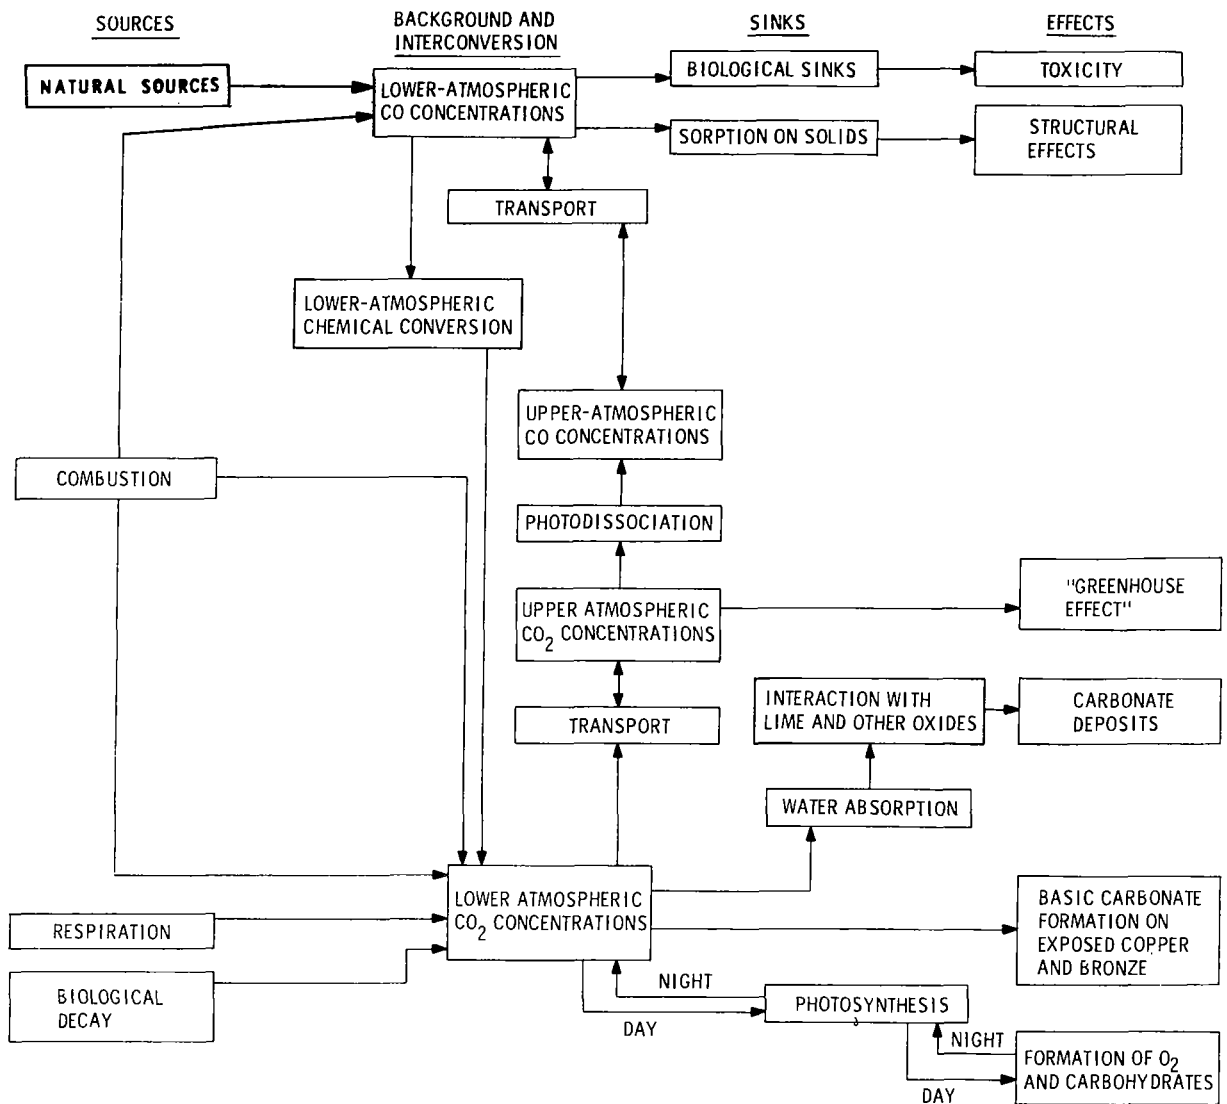 SOURCES
BACKGROUND AND
INTERCONVERSION
SINKS
EFFECTS
NATURAL SOURCES
LOWER-ATMOSPHERIC
CO CONCENTRATIONS
BIOLOGICAL SINKS
TOXICITY
SORPTION ON SOLIDS
STRUCTURAL
EFFECTS
TRANSPORT
LOWER-ATMOSPHERIC
CHEMICAL CONVERSION
UPPER-ATMOSPHERIC
CO CONCENTRATIONS
COMBUSTION
PHOTODISSOCIATION
UPPER ATMOSPHERIC
CO2 CONCENTRATIONS
"GREENHOUSE
EFFECT"
INTERACTION WITH
LIME AND OTHER OXIDES
CARBONATE
DEPOSITS
TRANSPORT
WATER ABSORPTION
LOWER ATMOSPHERIC
CO2 CONCENTRATIONS
BASIC CARBONATE
FORMATION ON
EXPOSED COPPER
AND BRONZE
RESPIRATION
BIOLOGICAL
DECAY
NIGHT
DAY
PHOTOSYNTHESIS
NIGHT
DAY
FORMATION OF O2
AND CARBOHYDRATES